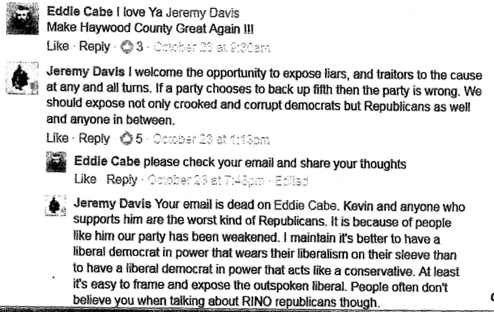 Eddie Cabe I love Ya Jeremy Davis
Make Haywood County Great Again !!!
Like · Reply · 3 · October 23 at 9:30am
Jeremy Davis I welcome the opportunity to expose liars, and traitors to the cause
at any and all turns. If a party chooses to back up fifth then the party is wrong. We
should expose not only crooked and corrupt democrats but Republicans as well
and anyone in between.
Like · Reply · 5 · October 23 at 1:13pm
Eddie Cabe please check your email and share your thoughts
Like Reply · October 23 at 7:43pm · Edited
Jeremy Davis Your email is dead on Eddie Cabe. Kevin and anyone who
supports him are the worst kind of Republicans. It is because of people
like him our party has been weakened. I maintain it's better to have a
liberal democrat in power that wears their liberalism on their sleeve than
to have a liberal democrat in power that acts like a conservative. At least
it's easy to frame and expose the outspoken liberal. People often don't
believe you when talking about RINO republicans though.